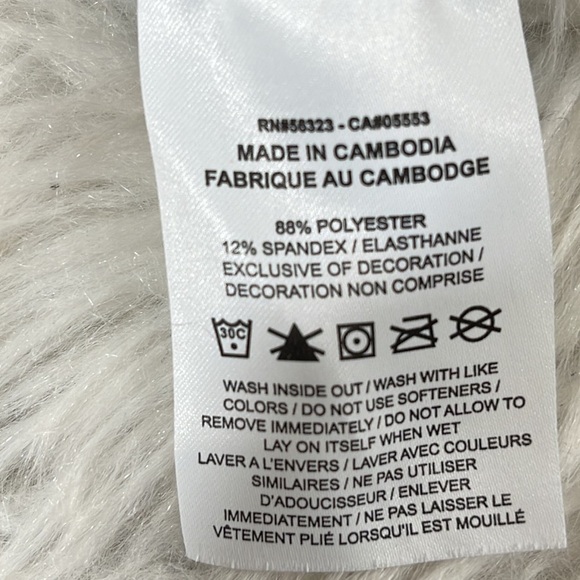 RN#56323 - CA#05553
MADE IN CAMBODIA
FABRIQUE AU CAMBODGE
88% POLYESTER
12% SPANDEX / ELASTHANNE
EXCLUSIVE OF DECORATION /
DECORATION NON COMPRISE
30C
WASH INSIDE OUT / WASH WITH LIKE
COLORS / DO NOT USE SOFTENERS /
REMOVE IMMEDIATELY / DO NOT ALLOW TO
LAY ON ITSELF WHEN WET
LAVER A L'ENVERS / LAVER AVEC COULEURS
SIMILAIRES / NE PAS UTILISER
D'ADOUCISSEUR / ENLEVER
IMMEDIATEMENT / NE PAS LAISSER LE
VÊTEMENT PLIÉ LORSQU'IL EST MOUILLÉ